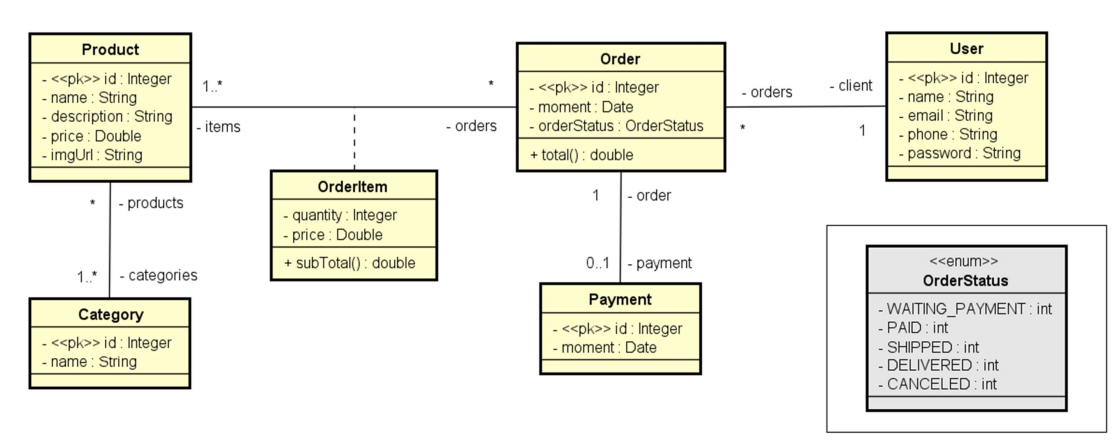 Product
- <<pk>> id : Integer
- name : String
- description : String
- price : Double
- imgUrl : String
1..*
- items
*
- orders
Order
- <<pk>> id : Integer
- moment : Date
- orderStatus : OrderStatus
+ total() : double
- orders
*
- client
1
User
- <<pk>> id : Integer
- name : String
- email : String
- phone : String
- password : String
OrderItem
- quantity : Integer
- price : Double
+ subTotal() : double
* - products
1..* - categories
Category
- <<pk>> id : Integer
- name : String
1 - order
0..1 - payment
Payment
- <<pk>> id : Integer
- moment : Date
<<enum>>
OrderStatus
- WAITING_PAYMENT : int
- PAID : int
- SHIPPED : int
- DELIVERED : int
- CANCELED : int